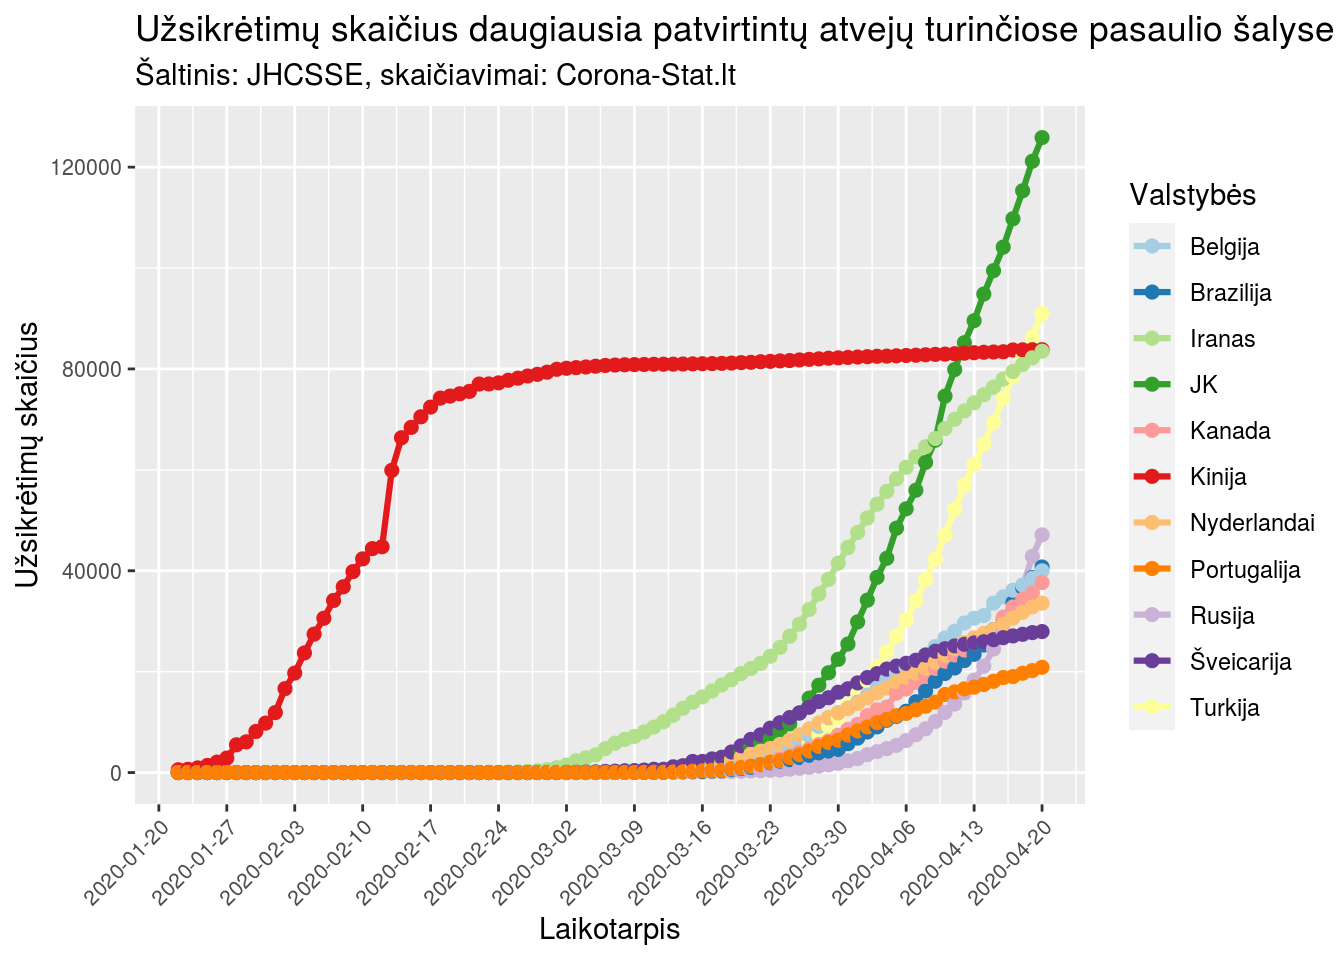 Užsikrėtimų skaičius daugiausia patvirtintų atvejų turinčiose pasaulio šalyse
Šaltinis: JHCSSE, skaičiavimai: Corona-Stat.lt
Užsikrėtimų skaičius
120000
80000
40000
0
2020-01-20
2020-01-27
2020-02-03
2020-02-10
2020-02-17
2020-02-24
2020-03-02
2020-03-09
2020-03-16
2020-03-23
2020-03-30
2020-04-06
2020-04-13
2020-04-20
Laikotarpis
Valstybės
Belgija
Brazilija
Iranas
JK
Kanada
Kinija
Nyderlandai
Portugalija
Rusija
Šveicarija
Turkija